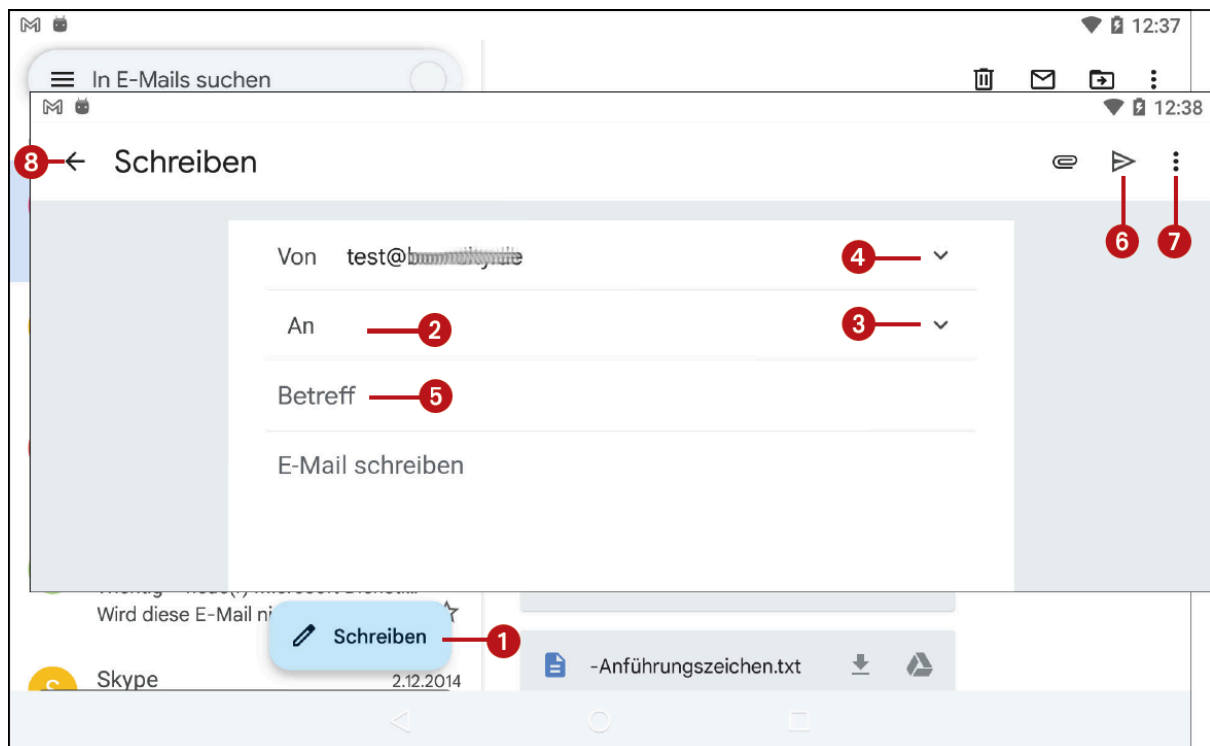 12:37
In E-Mails suchen
12:38
8 Schreiben
6 7
Von test@ 4
An 2 3
Betreff 5
E-Mail schreiben
Wird diese E-Mail
Schreiben 1
-Anführungszeichen.txt
Skype 2.12.2014